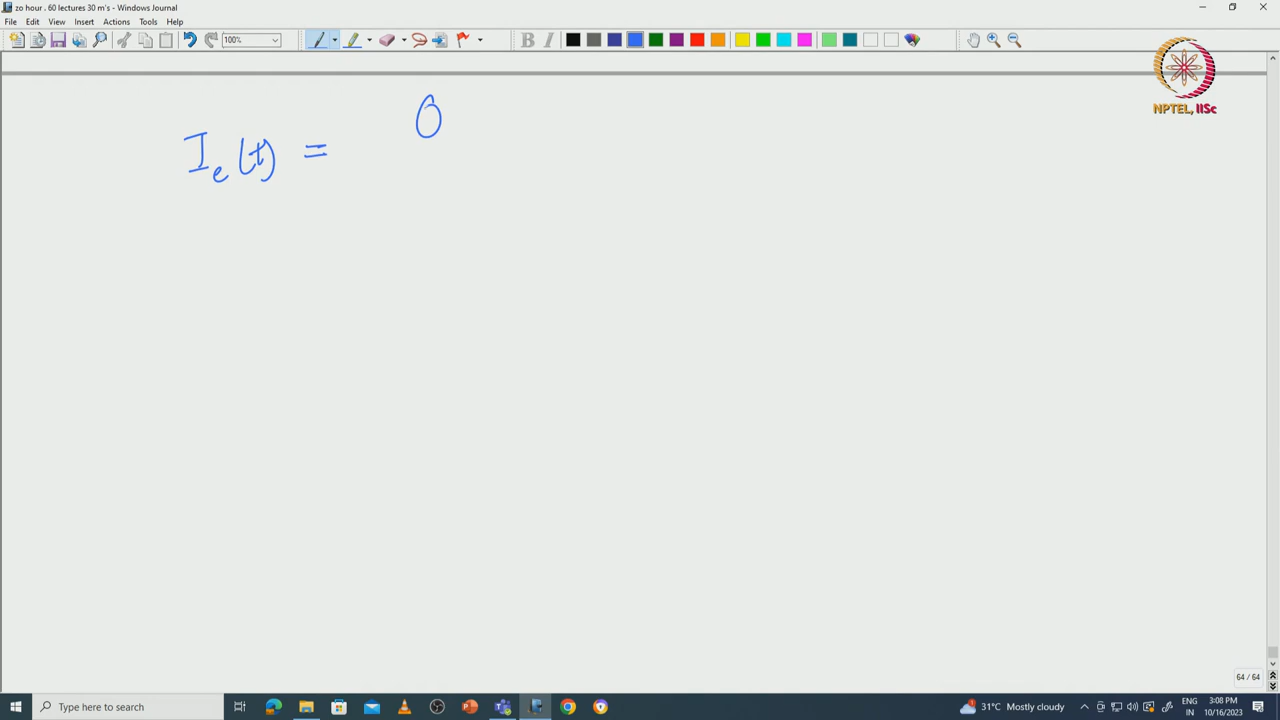 zo hour . 60 lectures 30 m's - Windows Journal
File Edit View Insert Actions Tools Help
100%
B I
NPTEL, IISc
0
I_e(t) =
64 / 64
Type here to search
31°C Mostly cloudy
ENG
IN
3:08 PM
10/16/2023